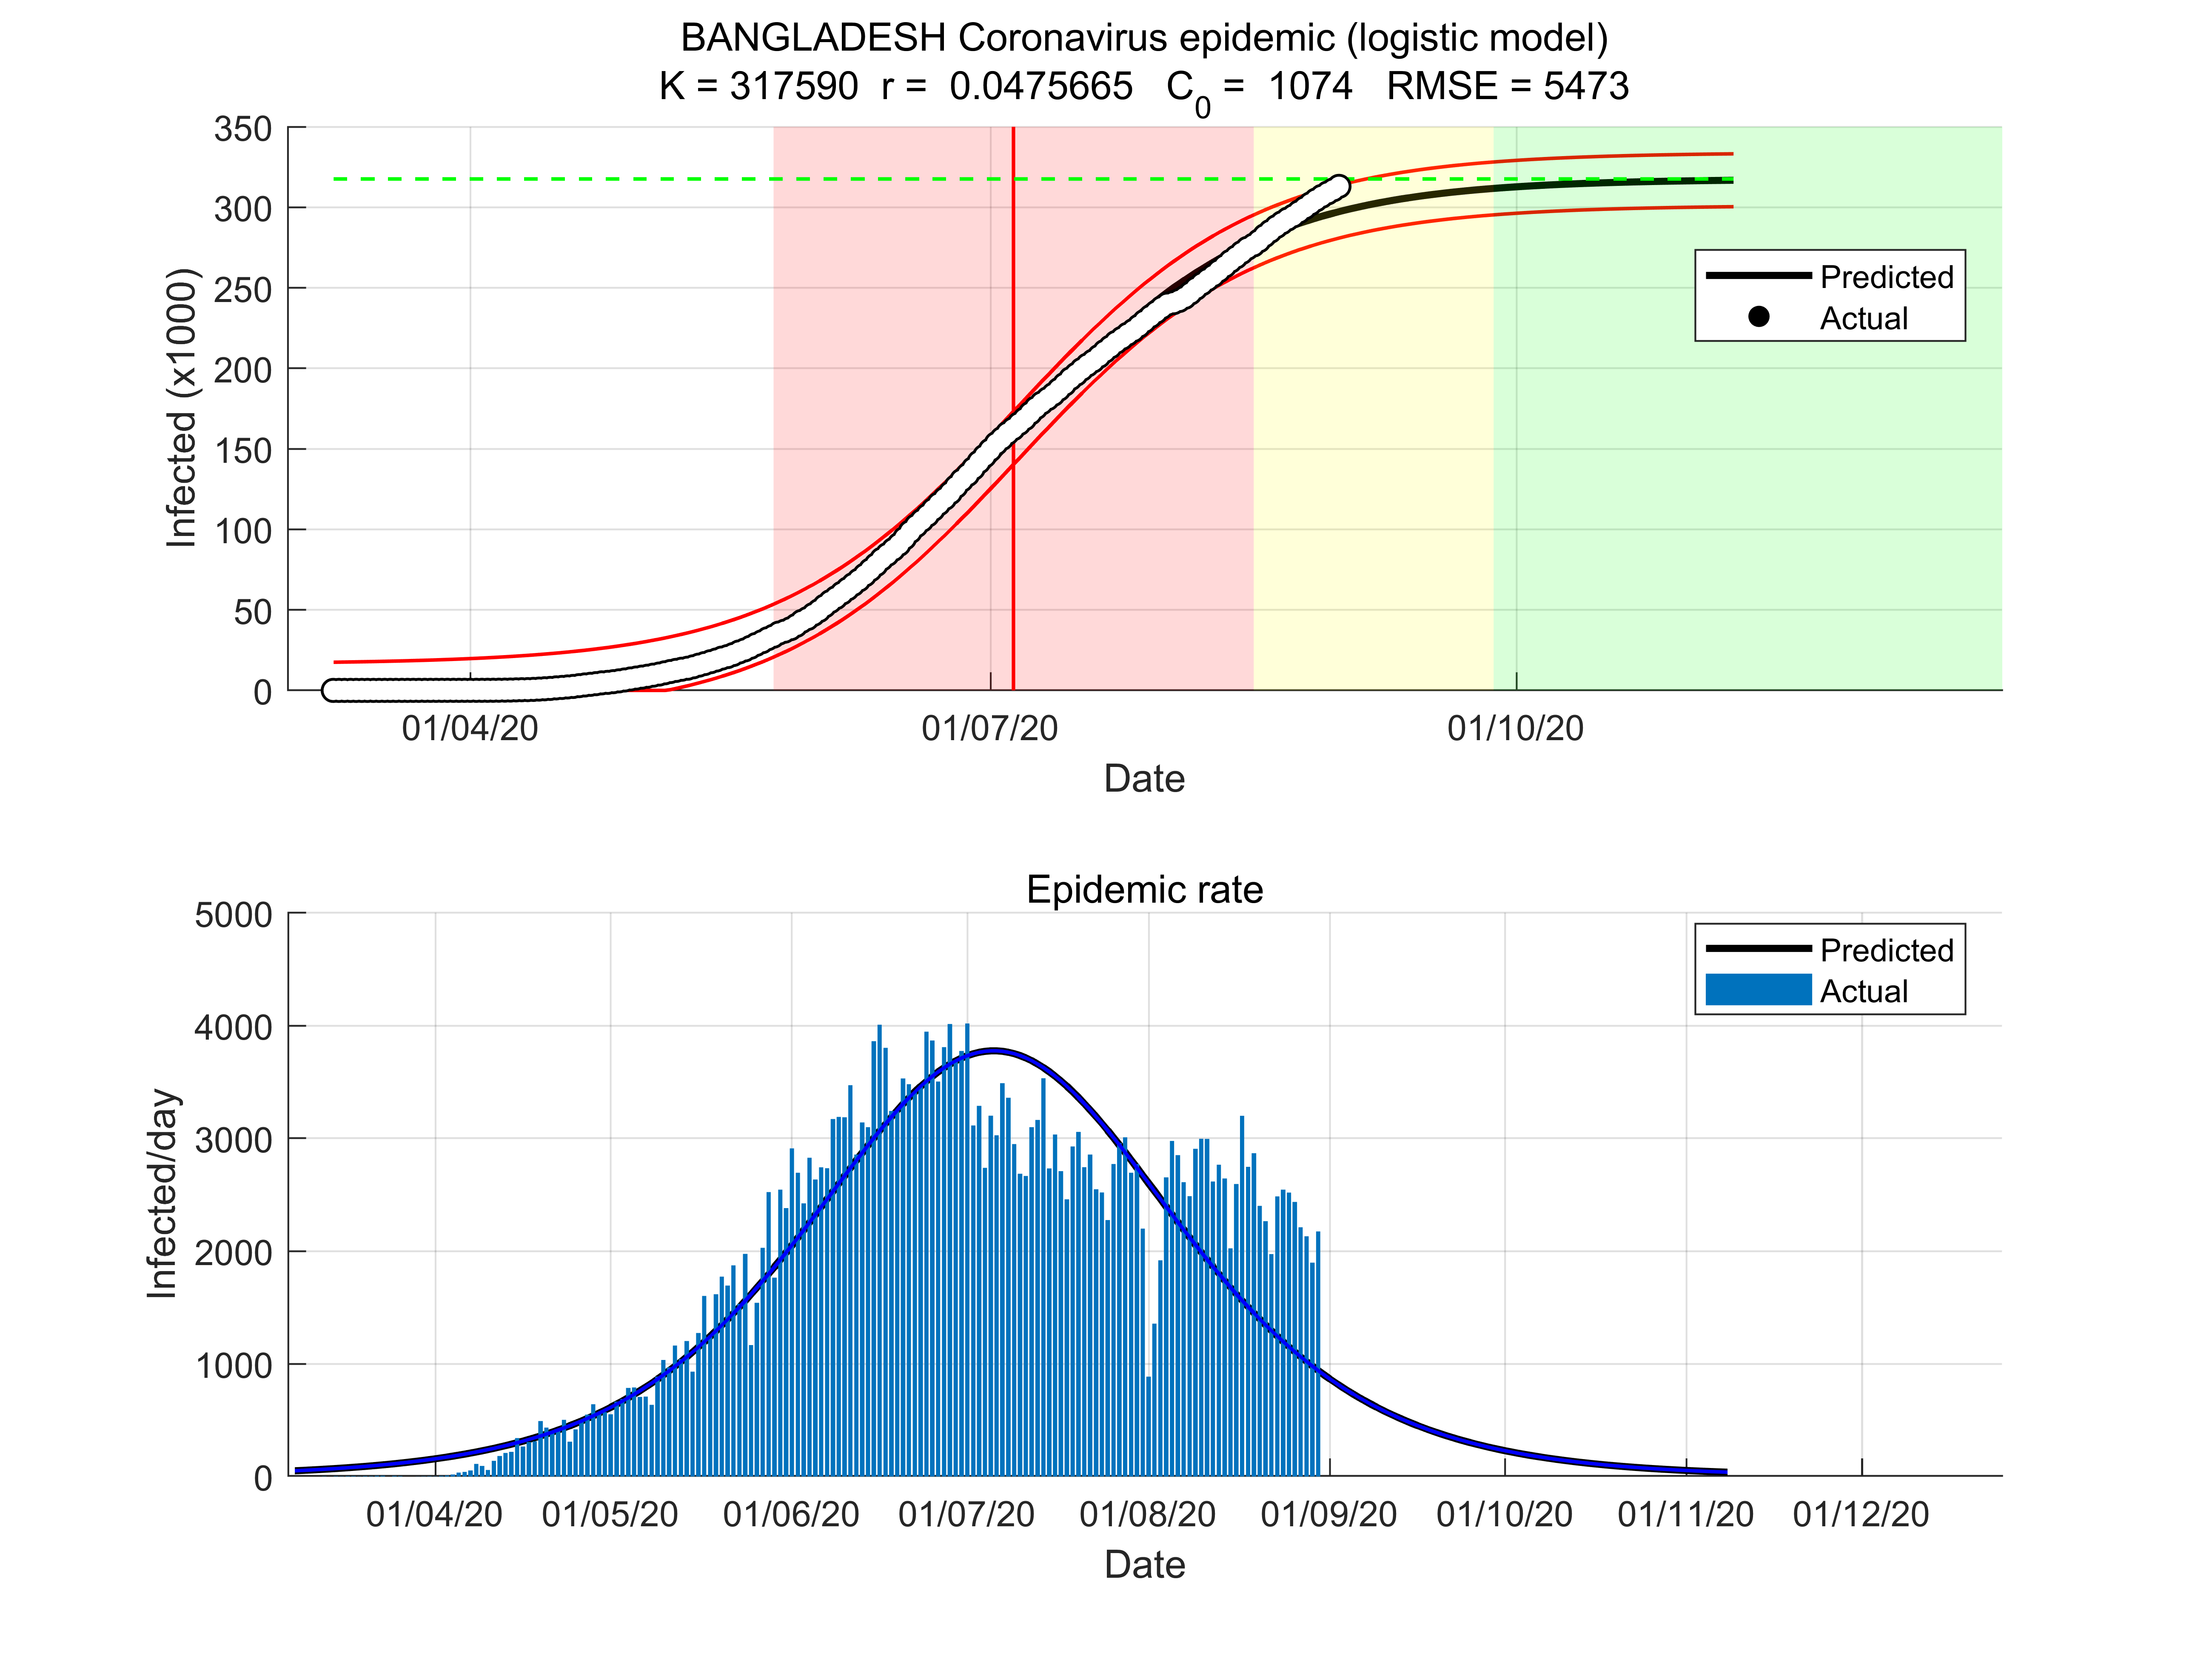 BANGLADESH Coronavirus epidemic (logistic model)
K = 317590 r = 0.0475665 C0 = 1074 RMSE = 5473
350
300
250
200
150
100
50
0
Infected (x1000)
Predicted
Actual
01/04/20 01/07/20 01/10/20
Date
Epidemic rate
5000
4000
3000
2000
1000
0
Infected/day
Predicted
Actual
01/04/20 01/05/20 01/06/20 01/07/20 01/08/20 01/09/20 01/10/20 01/11/20 01/12/20
Date